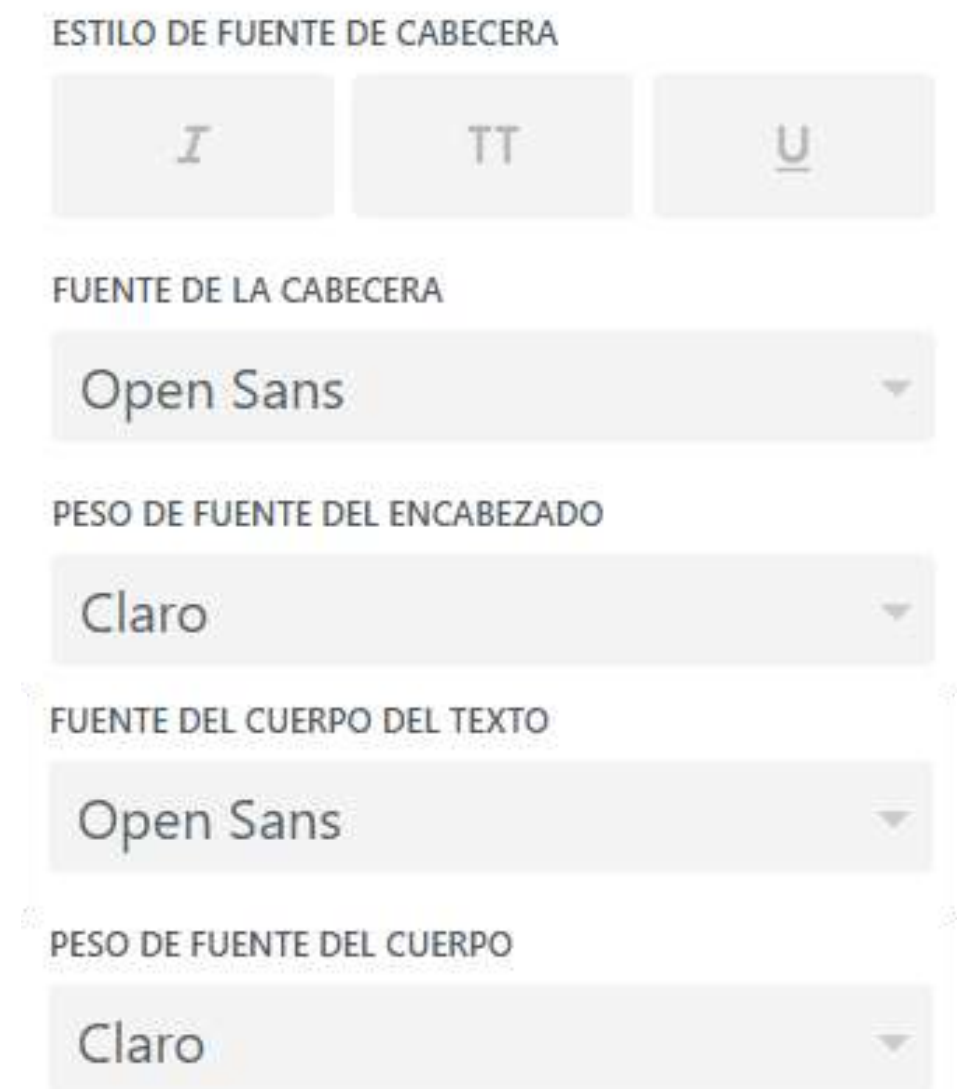 ESTILO DE FUENTE DE CABECERA
I TT U
FUENTE DE LA CABECERA
Open Sans
PESO DE FUENTE DEL ENCABEZADO
Claro
FUENTE DEL CUERPO DEL TEXTO
Open Sans
PESO DE FUENTE DEL CUERPO
Claro